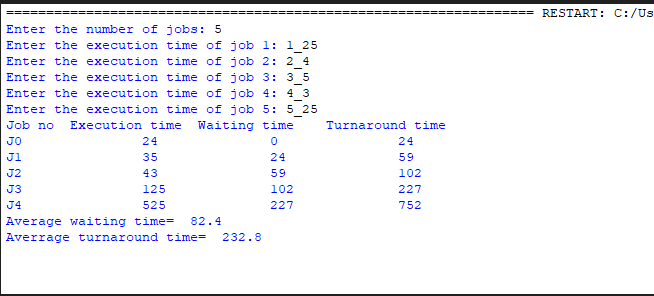 ================================================================== RESTART: C:/Us
Enter the number of jobs: 5
Enter the execution time of job 1: 1_25
Enter the execution time of job 2: 2_4
Enter the execution time of job 3: 3_5
Enter the execution time of job 4: 4_3
Enter the execution time of job 5: 5_25
Job no  Execution time  Waiting time    Turnaround time
J0               24              0               24
J1               35              24              59
J2               43              59              102
J3               125             102             227
J4               525             227             752
Average waiting time=  82.4
Averrage turnaround time=  232.8